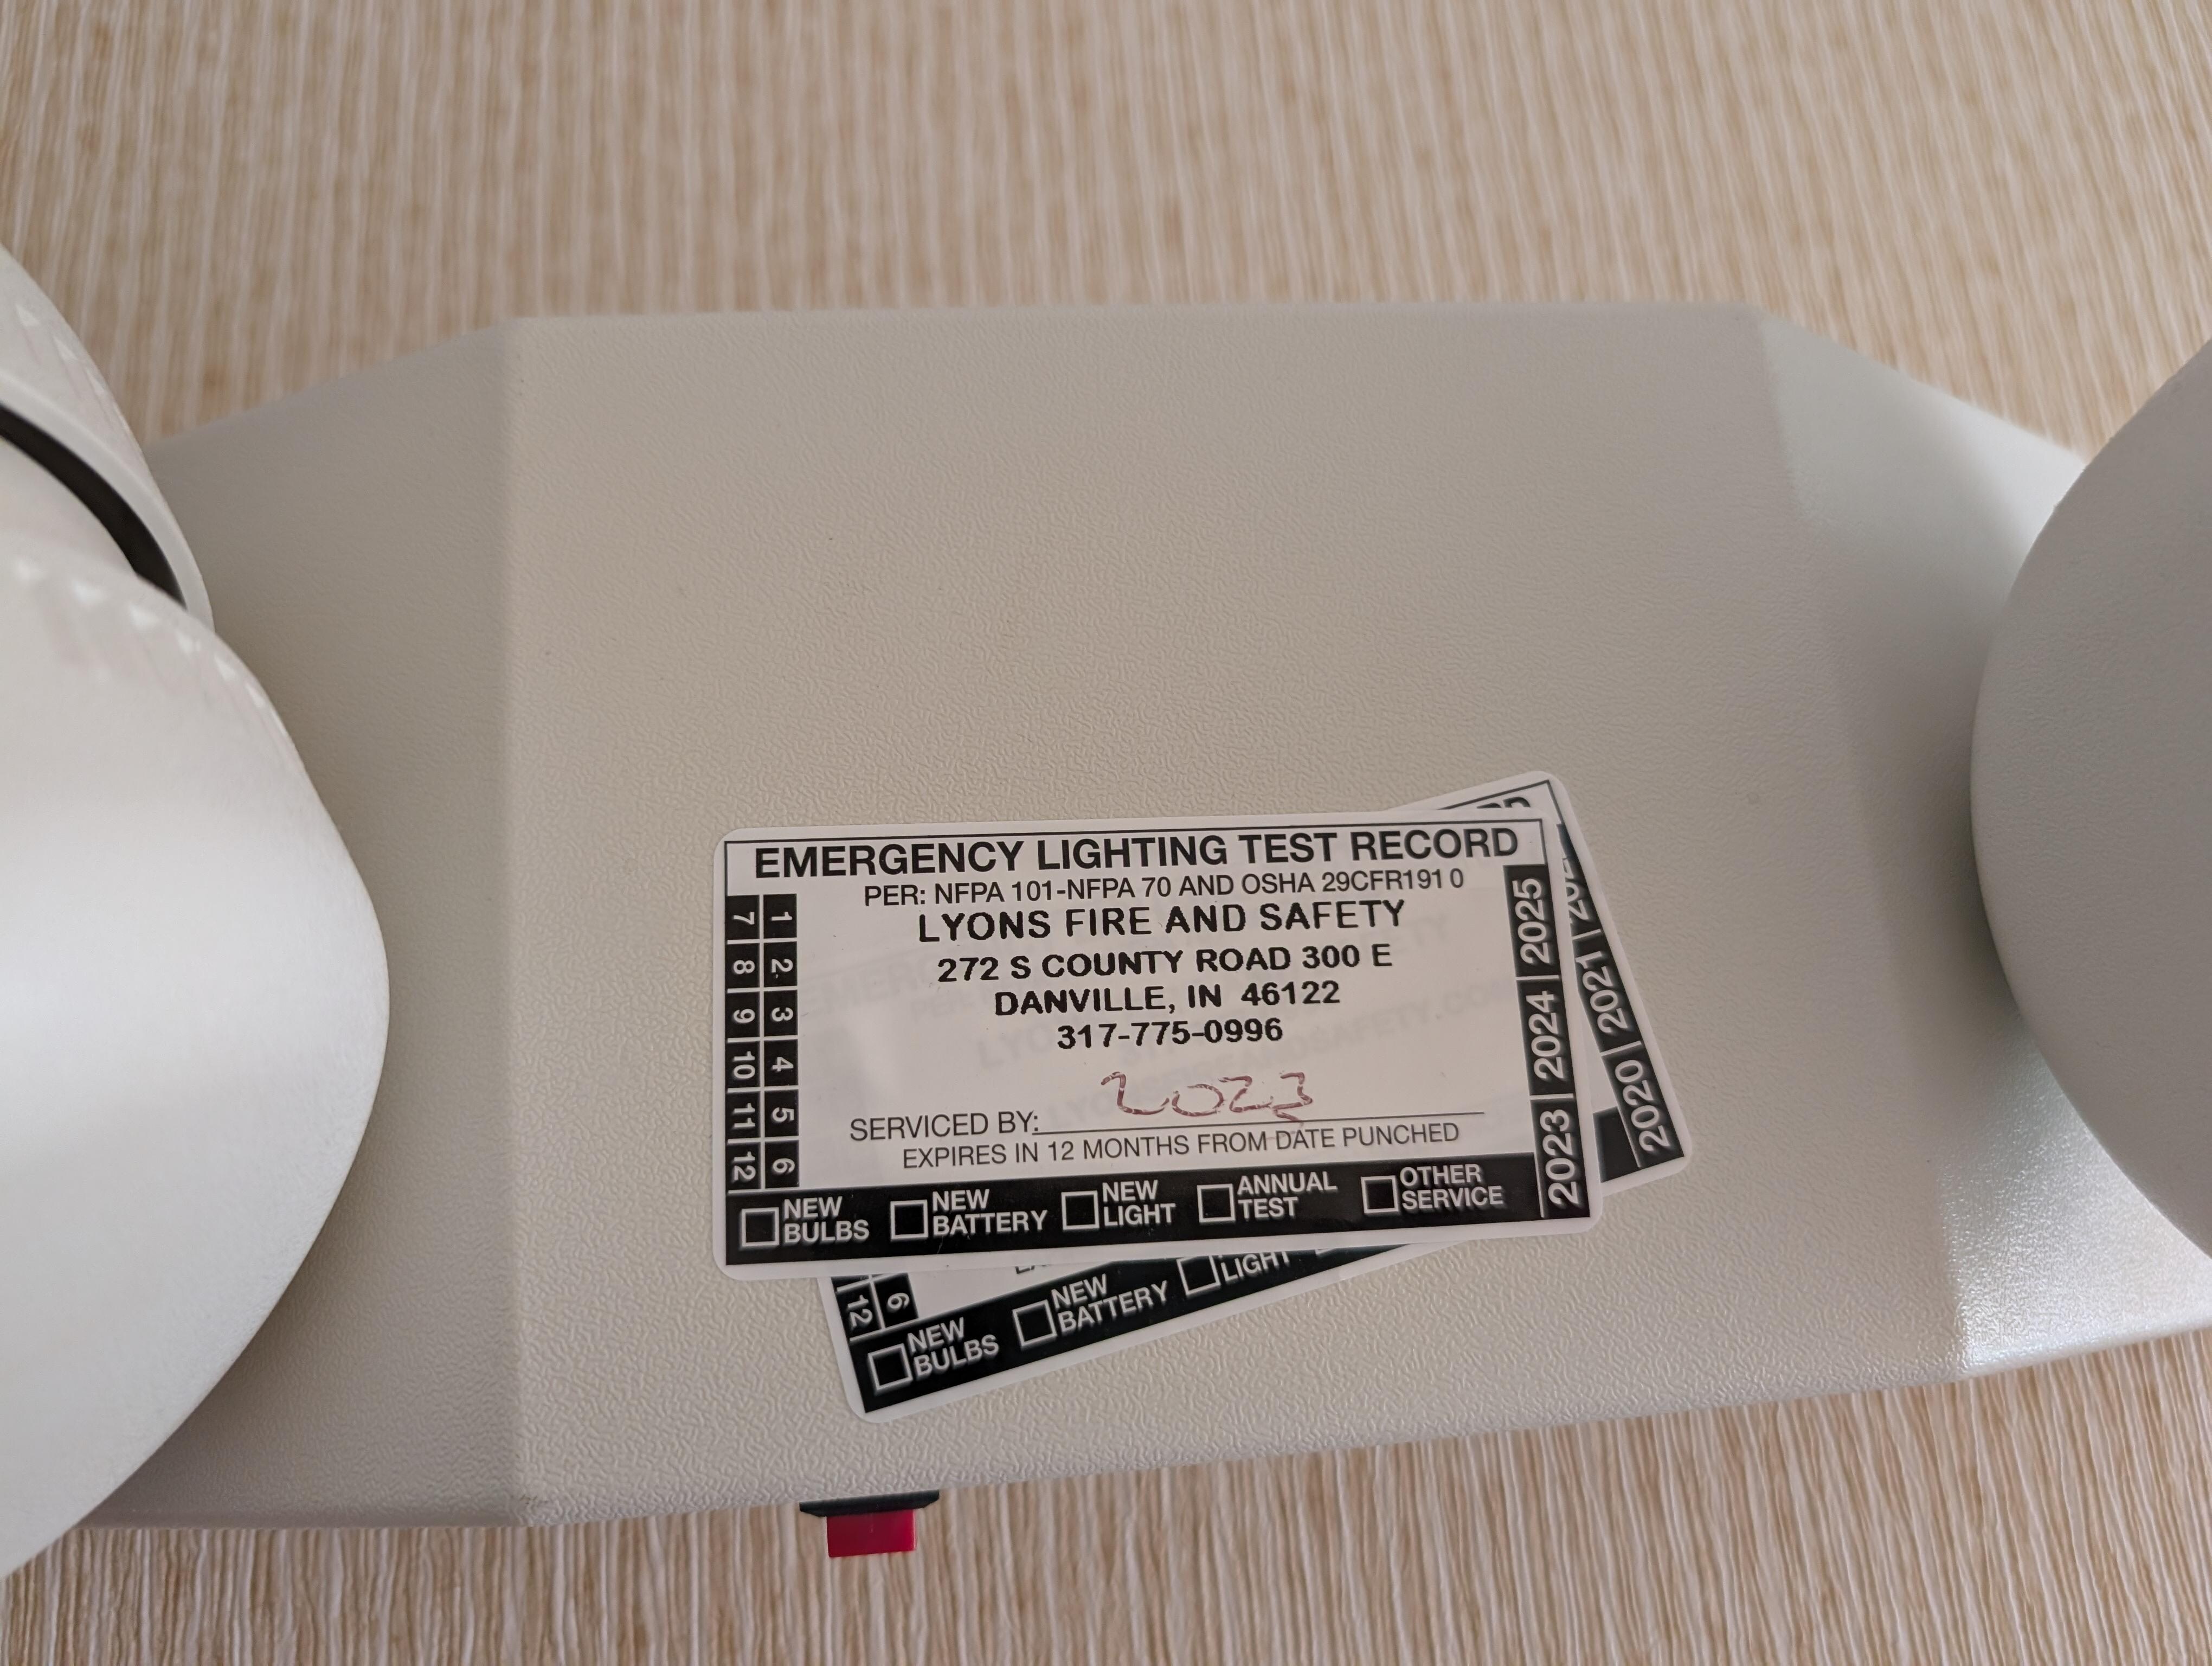 EMERGENCY LIGHTING TEST RECORD
PER: NFPA 101-NFPA 70 AND OSHA 29CFR191 0
LYONS FIRE AND SAFETY
272 S COUNTY ROAD 300 E
DANVILLE, IN 46122
317-775-0996
2023
SERVICED BY:
EXPIRES IN 12 MONTHS FROM DATE PUNCHED
1 2 3 4 5 6
7 8 9 10 11 12
2023 | 2024 | 2025
NEW BULBS
NEW BATTERY
NEW LIGHT
ANNUAL TEST
OTHER SERVICE
2020 | 2021 |
6
12
NEW BULBS
NEW BATTERY
LIGHT